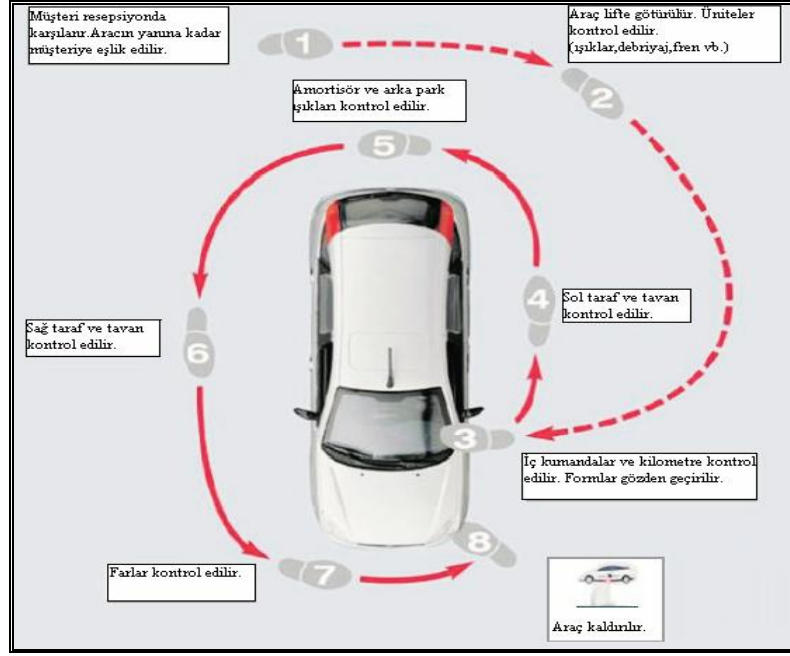 Müşteri resepsiyonda
karşılanır.Aracın yanına kadar
müşteriye eşlik edilir.
1
Araç lifte götürülür. Üniteler
kontrol edilir.
(ışıklar,debriyaj,fren vb.)
2
Amortisör ve arka park
ışıkları kontrol edilir.
5
4
Sol taraf ve tavan
kontrol edilir.
Sağ taraf ve tavan
kontrol edilir.
6
3
İç kumandalar ve kilometre kontrol
edilir. Formlar gözden geçirilir.
8
Farlar kontrol edilir.
7
Araç kaldırılır.